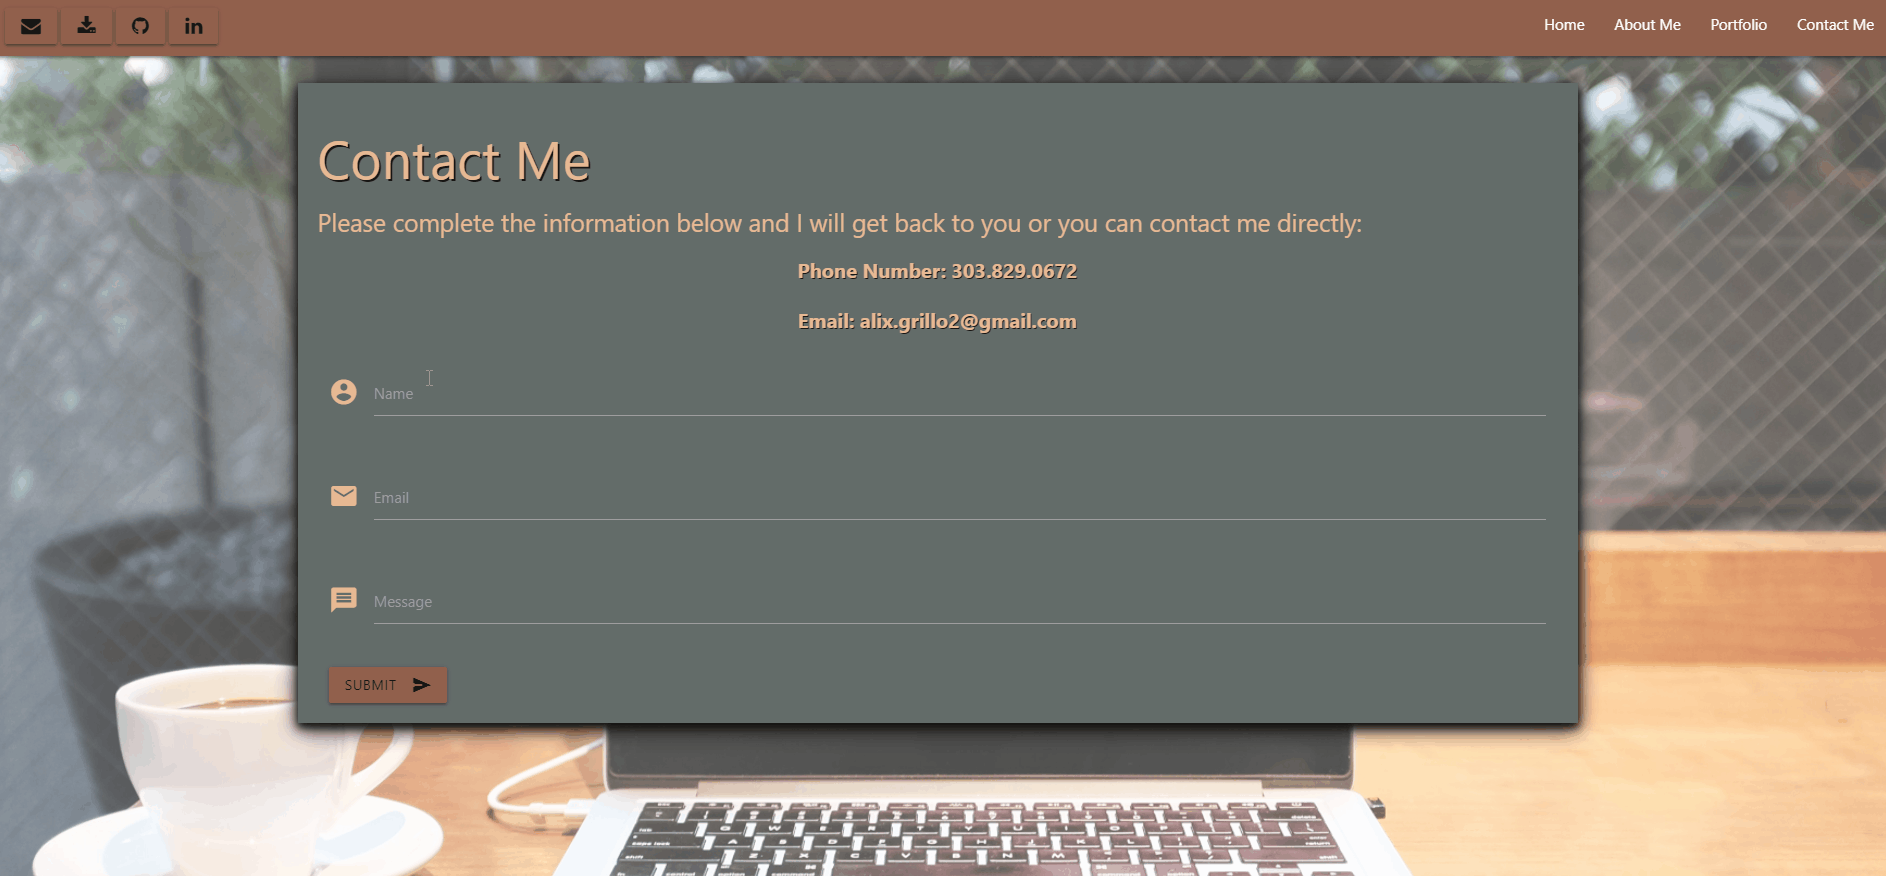 Home About Me Portfolio Contact Me
Contact Me
Please complete the information below and I will get back to you or you can contact me directly:
Phone Number: 303.829.0672
Email: alix.grillo2@gmail.com
Name
Email
Message
SUBMIT